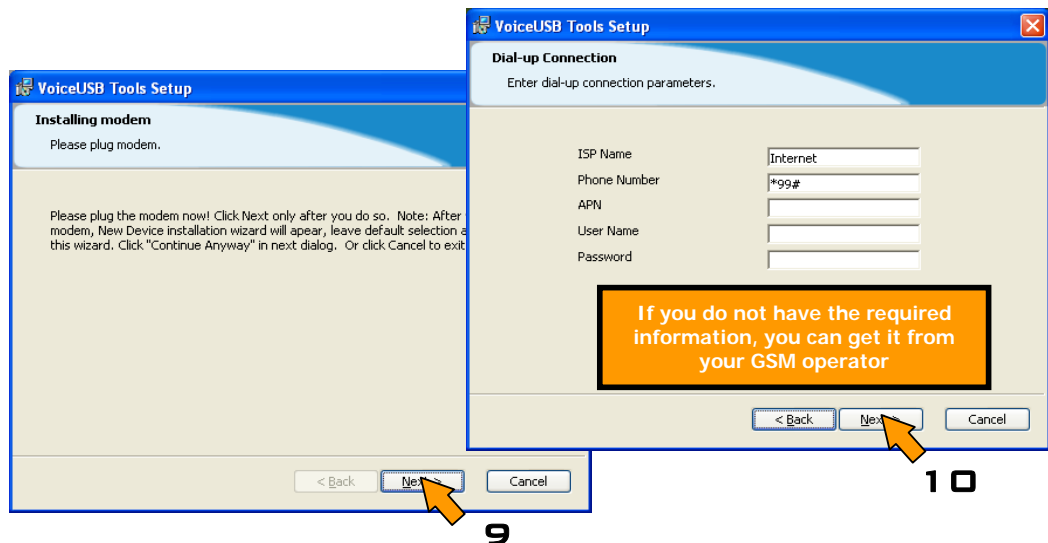 VoiceUSB Tools Setup
Installing modem
Please plug modem.
Please plug the modem now! Click Next only after you do so. Note: After
modem, New Device installation wizard will apear, leave default selection a
this wizard. Click "Continue Anyway" in next dialog. Or click Cancel to exit
< Back
Next >
Cancel
9
VoiceUSB Tools Setup
Dial-up Connection
Enter dial-up connection parameters.
ISP Name Internet
Phone Number *99#
APN
User Name
Password
If you do not have the required
information, you can get it from
your GSM operator
< Back
Next >
Cancel
10